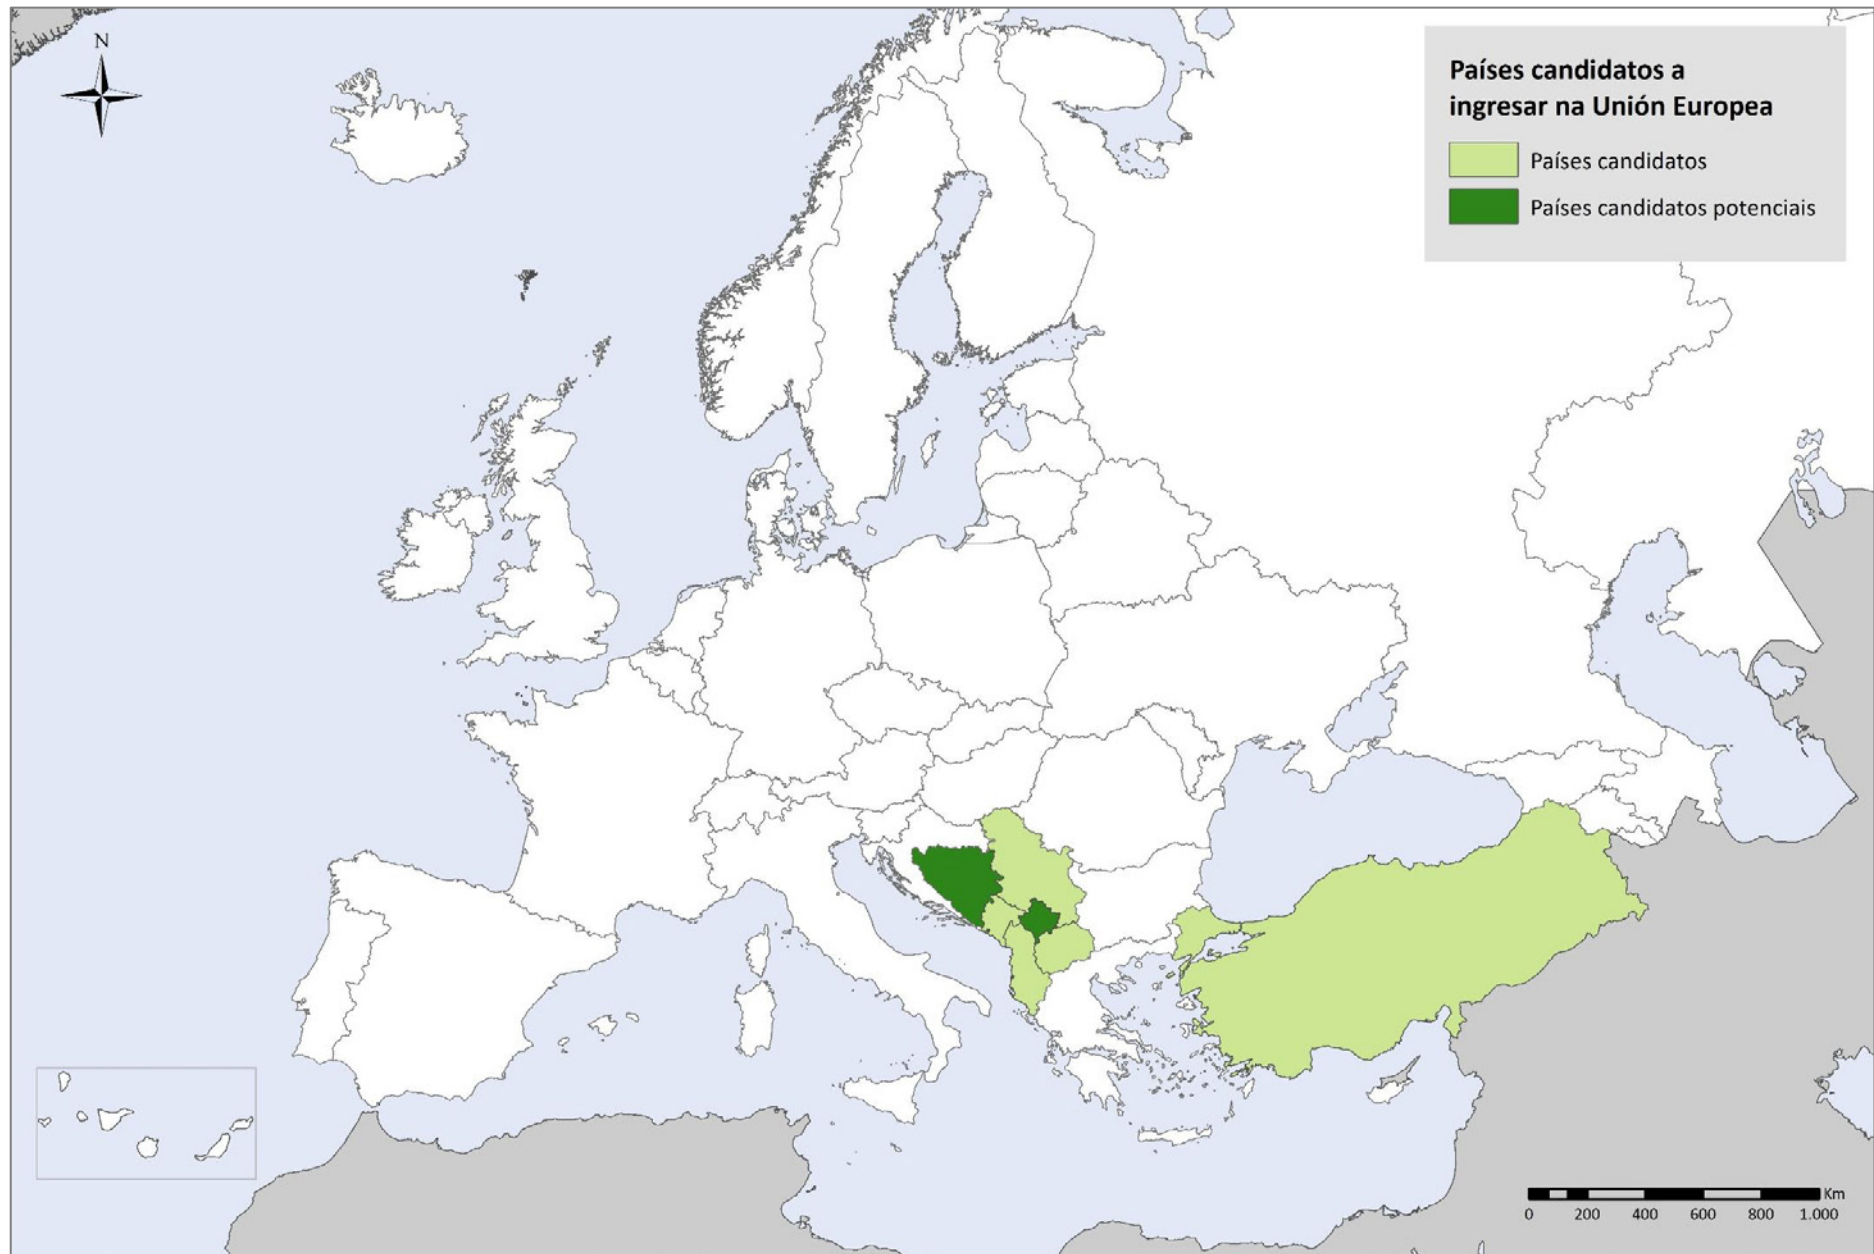 N
Países candidatos a
ingresar na Unión Europea
Países candidatos
Países candidatos potenciais
Km
0 200 400 600 800 1.000